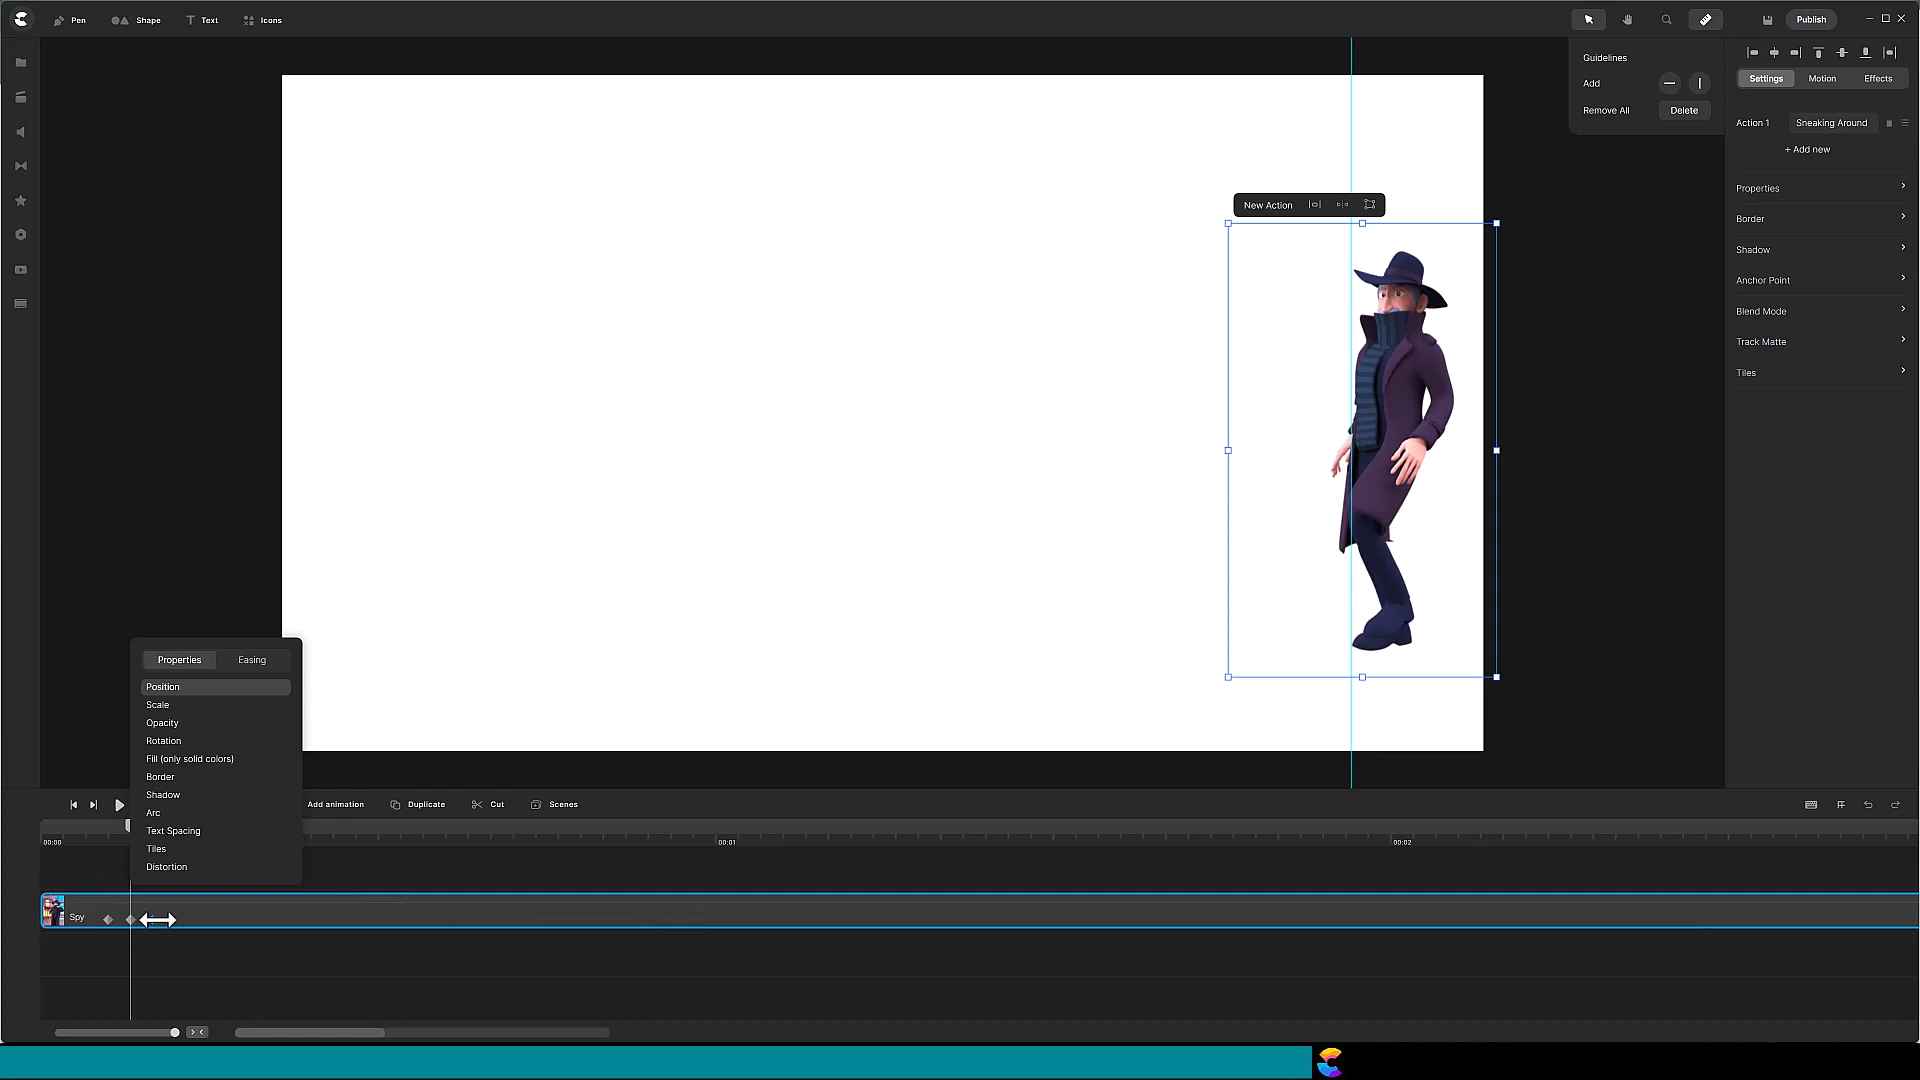 Pen
Shape
Text
Icons
Publish
Guidelines
Add
Remove All
Delete
Settings
Motion
Effects
Action 1
Sneaking Around
+ Add new
Properties
Border
Shadow
Anchor Point
Blend Mode
Track Matte
Tiles
New Action
Properties
Easing
Position
Scale
Opacity
Rotation
Fill (only solid colors)
Border
Shadow
Arc
Text Spacing
Tiles
Distortion
Add animation
Duplicate
Cut
Scenes
00:00
00:01
00:02
Spy